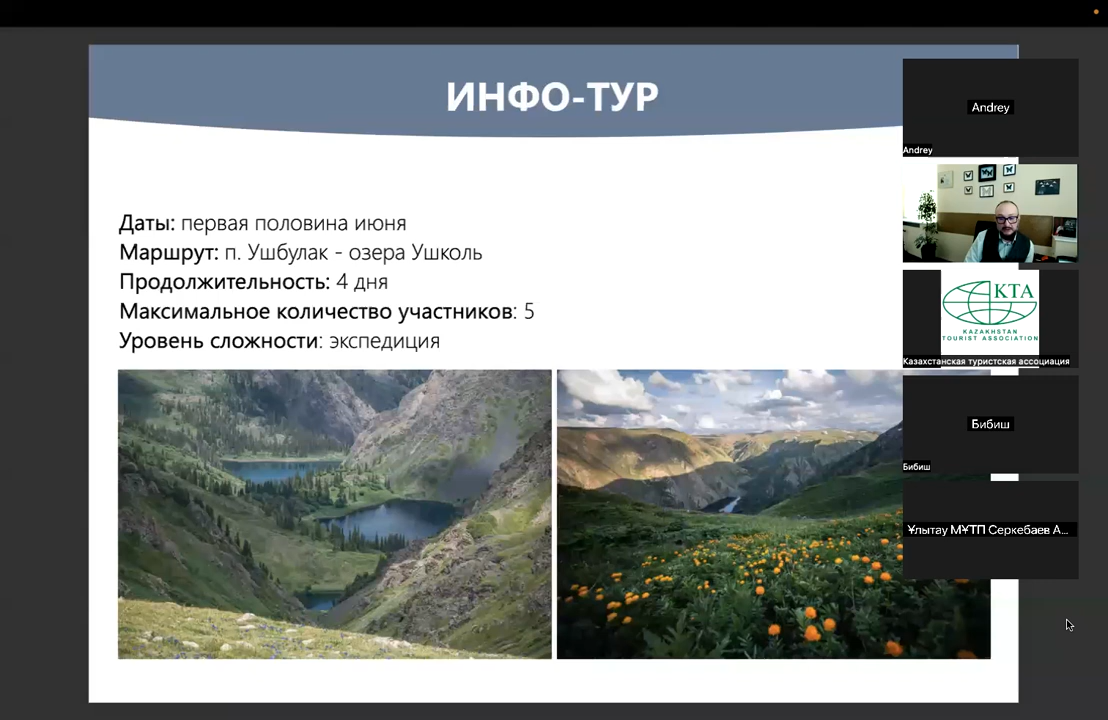 ИНФО-ТУР
Даты: первая половина июня
Маршрут: п. Ушбулак - озера Ушколь
Продолжительность: 4 дня
Максимальное количество участников: 5
Уровень сложности: экспедиция
Andrey
Andrey
KTA
KAZAKHSTAN
TOURIST ASSOCIATION
Казахстанская туристская ассоциация
Бибиш
Бибиш
Ұлытау МҰТП Серкебаев А...